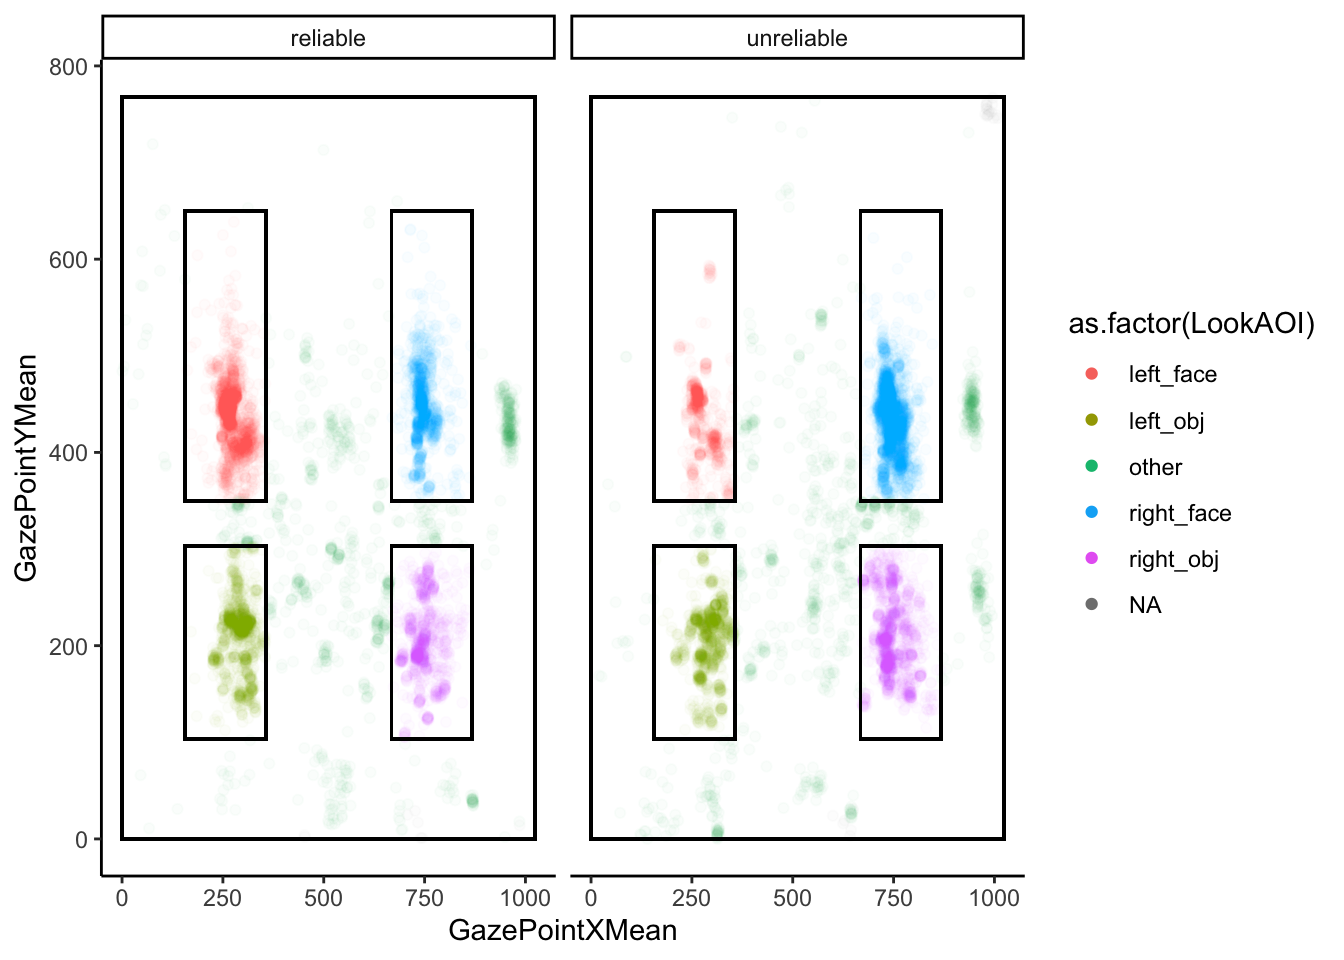 reliable
unreliable
800
600
400
200
0
GazePointYMean
0 250 500 750 1000
0 250 500 750 1000
GazePointXMean
as.factor(LookAOI)
left_face
left_obj
other
right_face
right_obj
NA